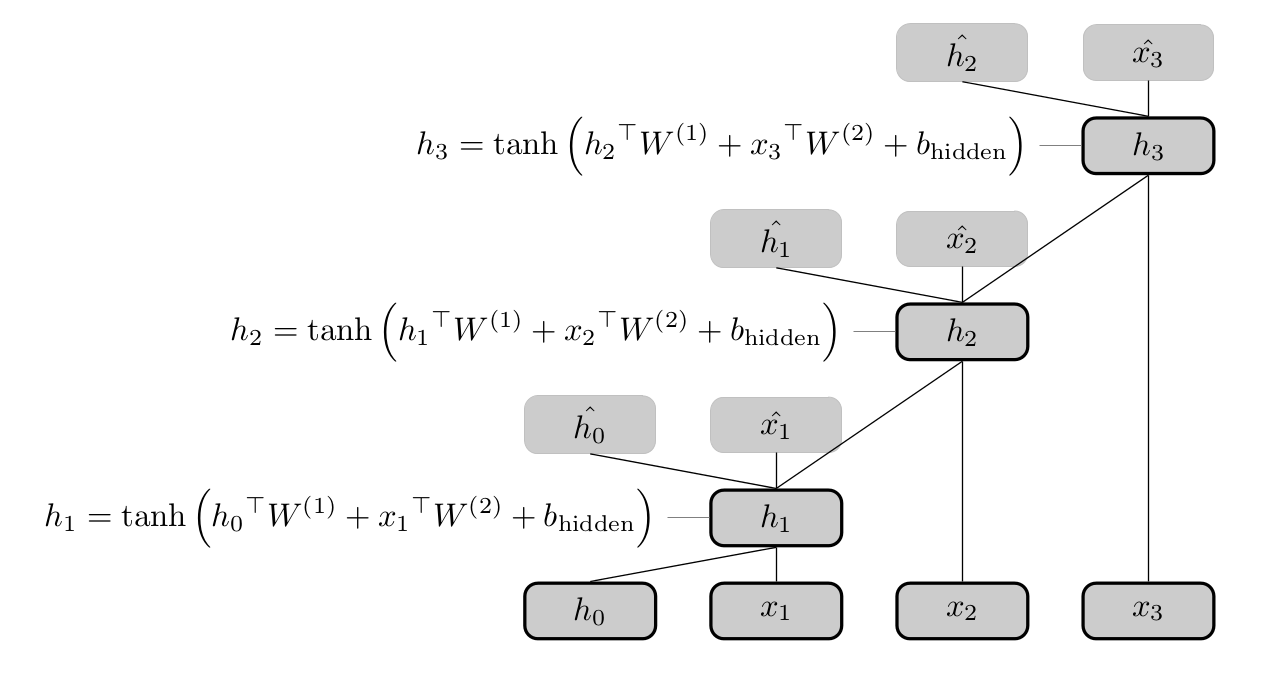 $\hat{h_2}$ $\hat{x_3}$
$h_3 = \tanh\left({h_2}^\top W^{(1)} + {x_3}^\top W^{(2)} + b_{\text{hidden}}\right)$ $h_3$
$\hat{h_1}$ $\hat{x_2}$
$h_2 = \tanh\left({h_1}^\top W^{(1)} + {x_2}^\top W^{(2)} + b_{\text{hidden}}\right)$ $h_2$
$\hat{h_0}$ $\hat{x_1}$
$h_1 = \tanh\left({h_0}^\top W^{(1)} + {x_1}^\top W^{(2)} + b_{\text{hidden}}\right)$ $h_1$
$h_0$ $x_1$ $x_2$ $x_3$